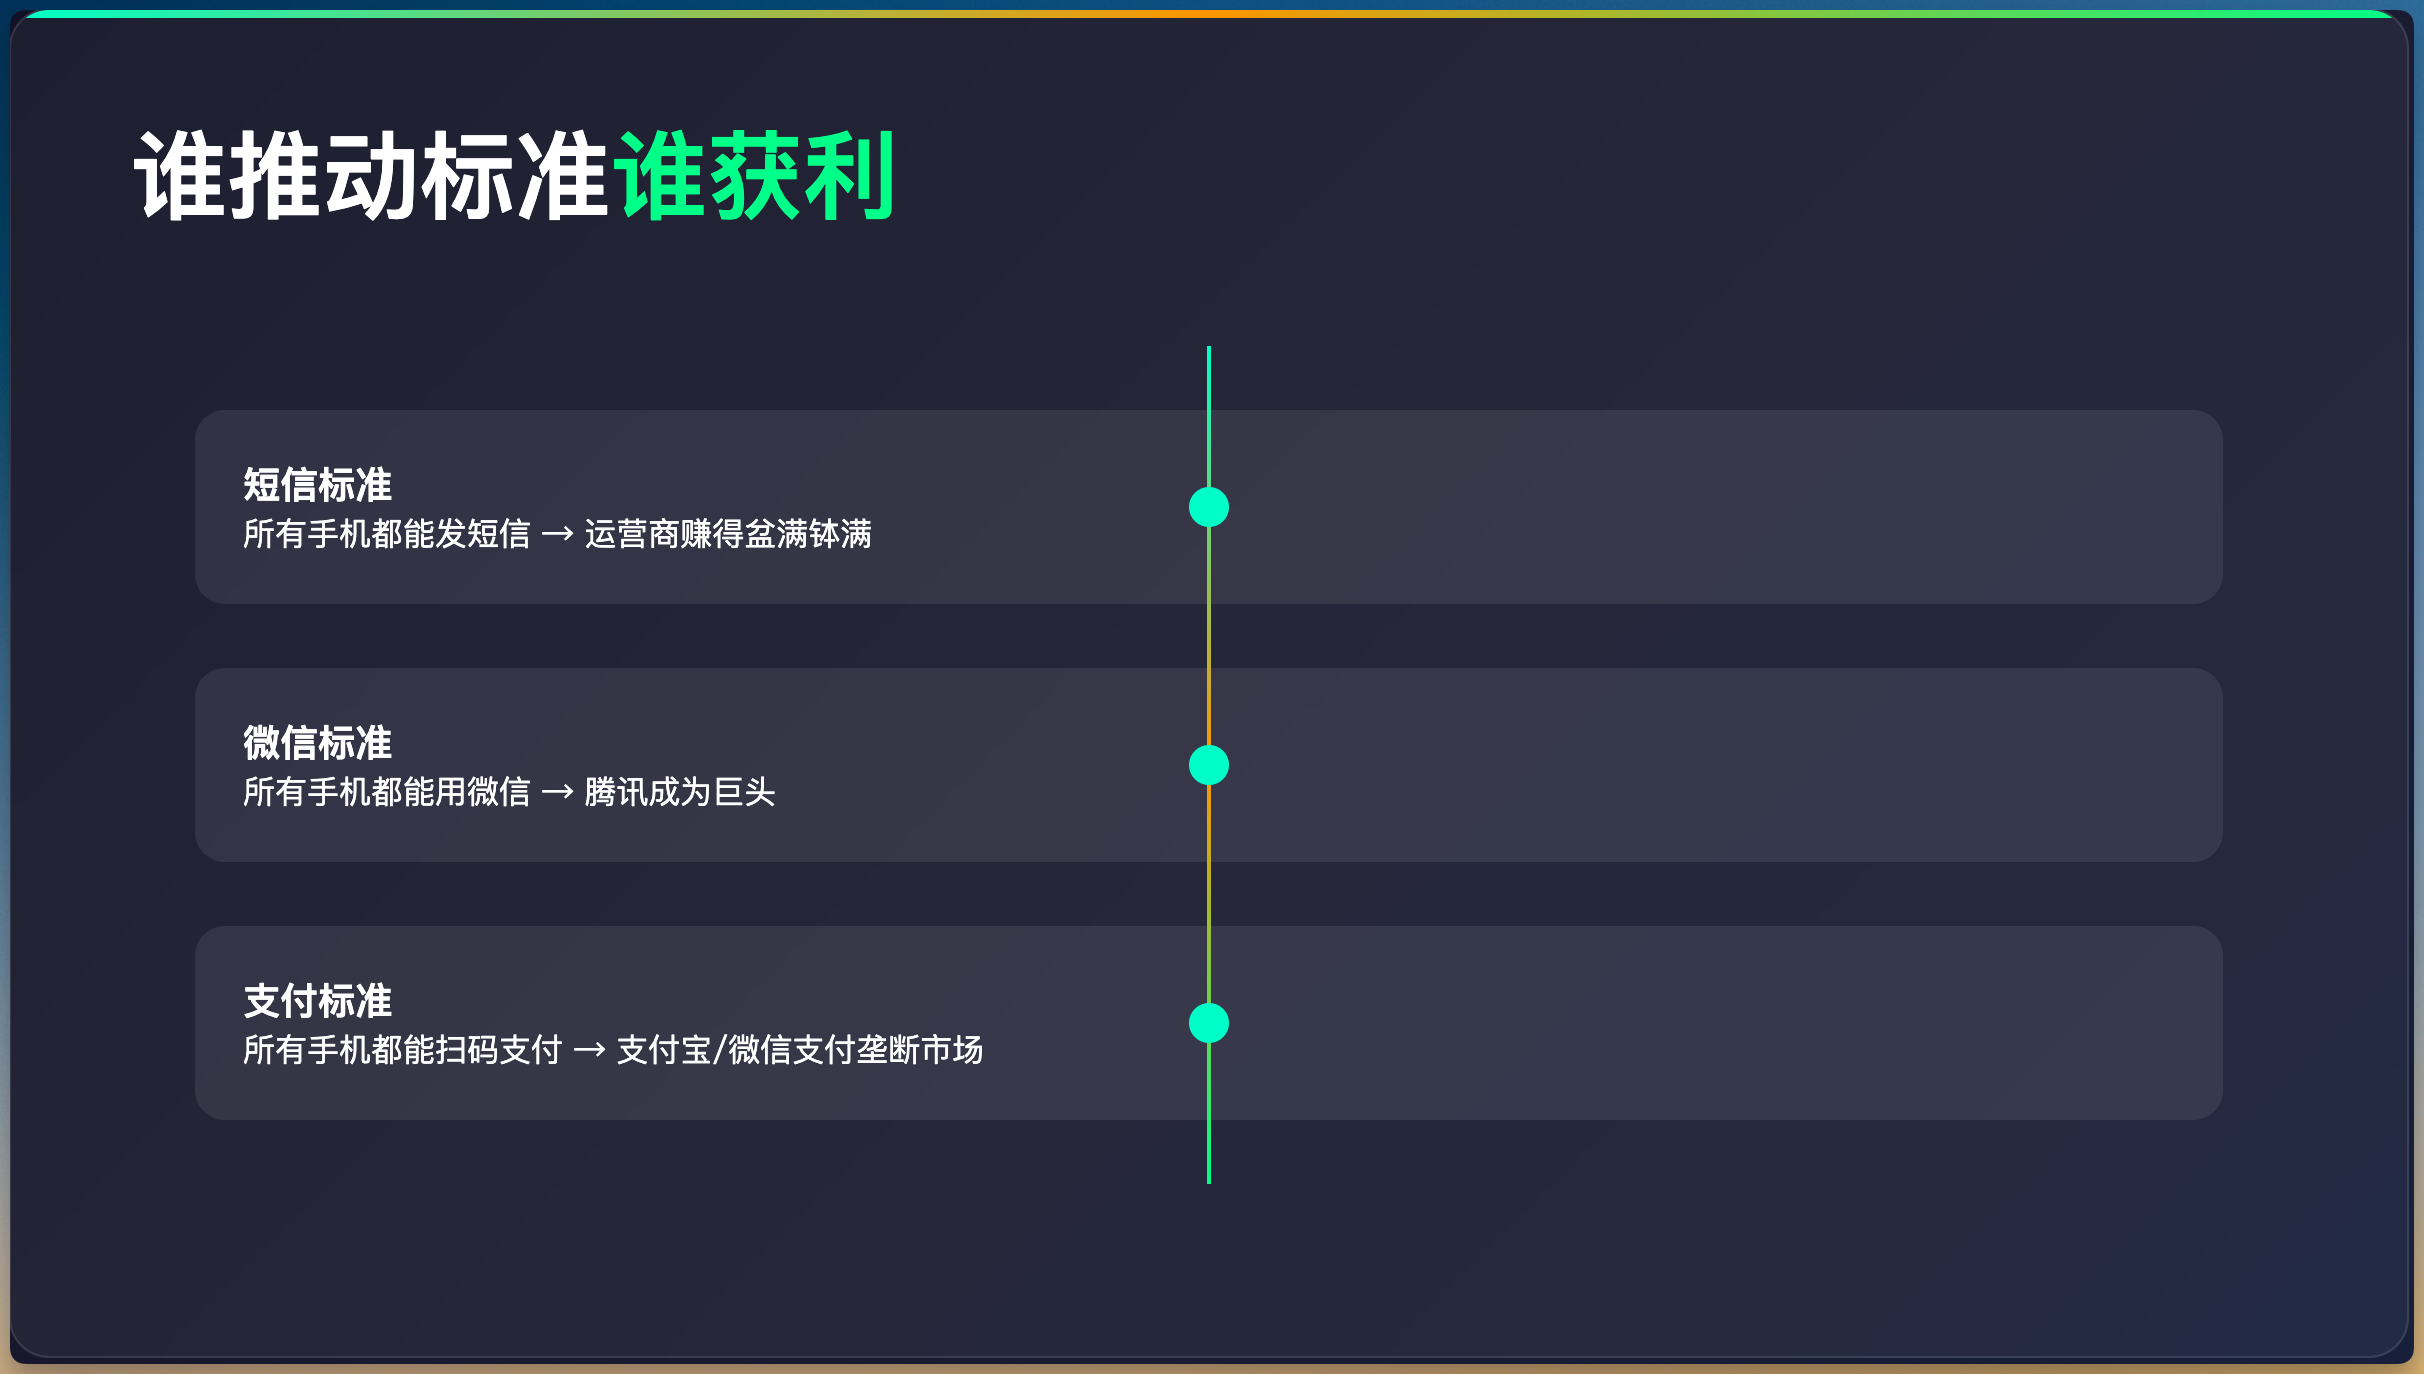 谁推动标准谁获利
短信标准
所有手机都能发短信 → 运营商赚得盆满钵满
微信标准
所有手机都能用微信 → 腾讯成为巨头
支付标准
所有手机都能扫码支付 → 支付宝/微信支付垄断市场